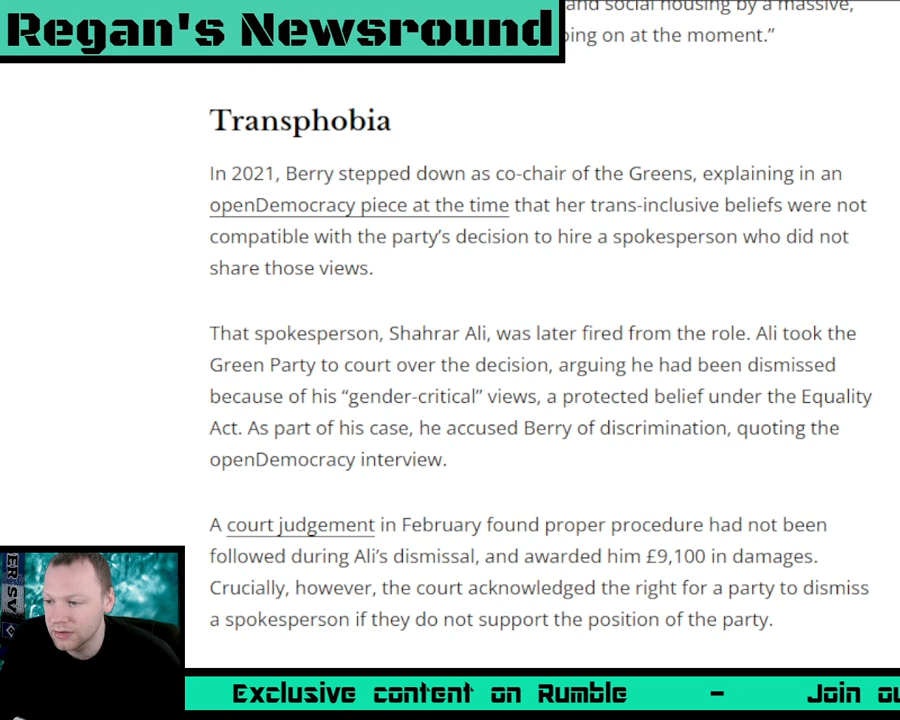 Regan's Newsround
and social housing by a massive,
oing on at the moment.”
Transphobia
In 2021, Berry stepped down as co-chair of the Greens, explaining in an
openDemocracy piece at the time that her trans-inclusive beliefs were not
compatible with the party’s decision to hire a spokesperson who did not
share those views.
That spokesperson, Shahrar Ali, was later fired from the role. Ali took the
Green Party to court over the decision, arguing he had been dismissed
because of his “gender-critical” views, a protected belief under the Equality
Act. As part of his case, he accused Berry of discrimination, quoting the
openDemocracy interview.
A court judgement in February found proper procedure had not been
followed during Ali’s dismissal, and awarded him £9,100 in damages.
Crucially, however, the court acknowledged the right for a party to dismiss
a spokesperson if they do not support the position of the party.
ER SV
Exclusive content on Rumble - Join ou